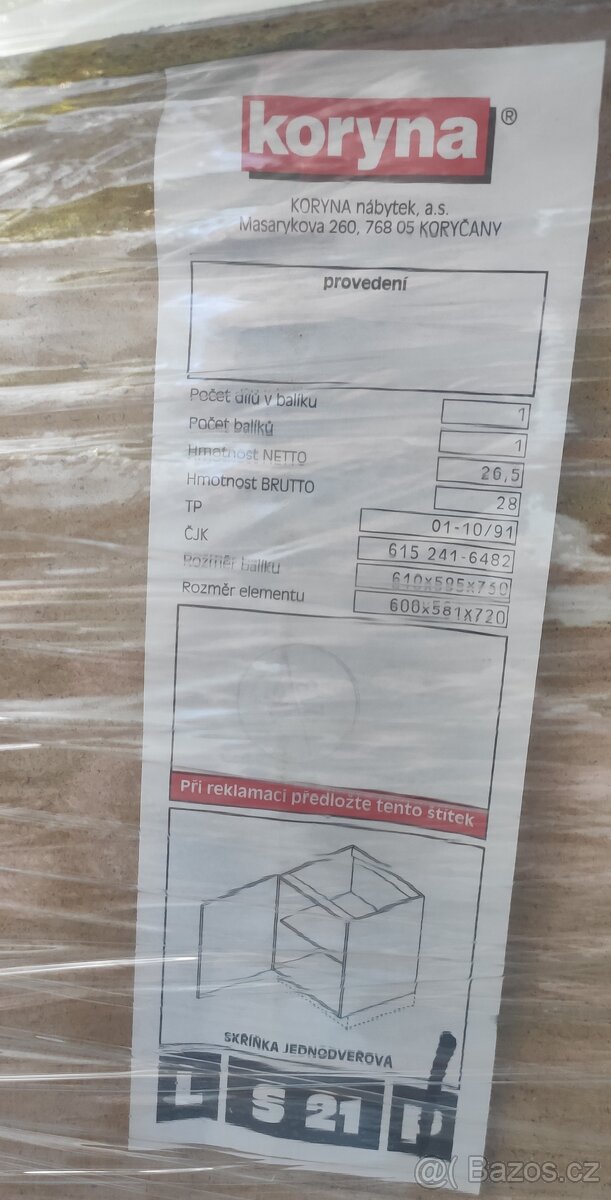 koryna ®
KORYNA nábytek, a.s.
Masarykova 260, 768 05 KORYČANY
provedení
Počet dílů v balíku 1
Počet balíků 1
Hmotnost NETTO 26,5
Hmotnost BRUTTO 28
TP 01-10/91
ČJK 615 241-6482
Rozměr balíku 610x595x730
Rozměr elementu 600x581x720
Při reklamaci předložte tento štítek
SKŘÍŇKA JEDNODVEŘOVÁ
L S 21 P
@( Bazos.cz